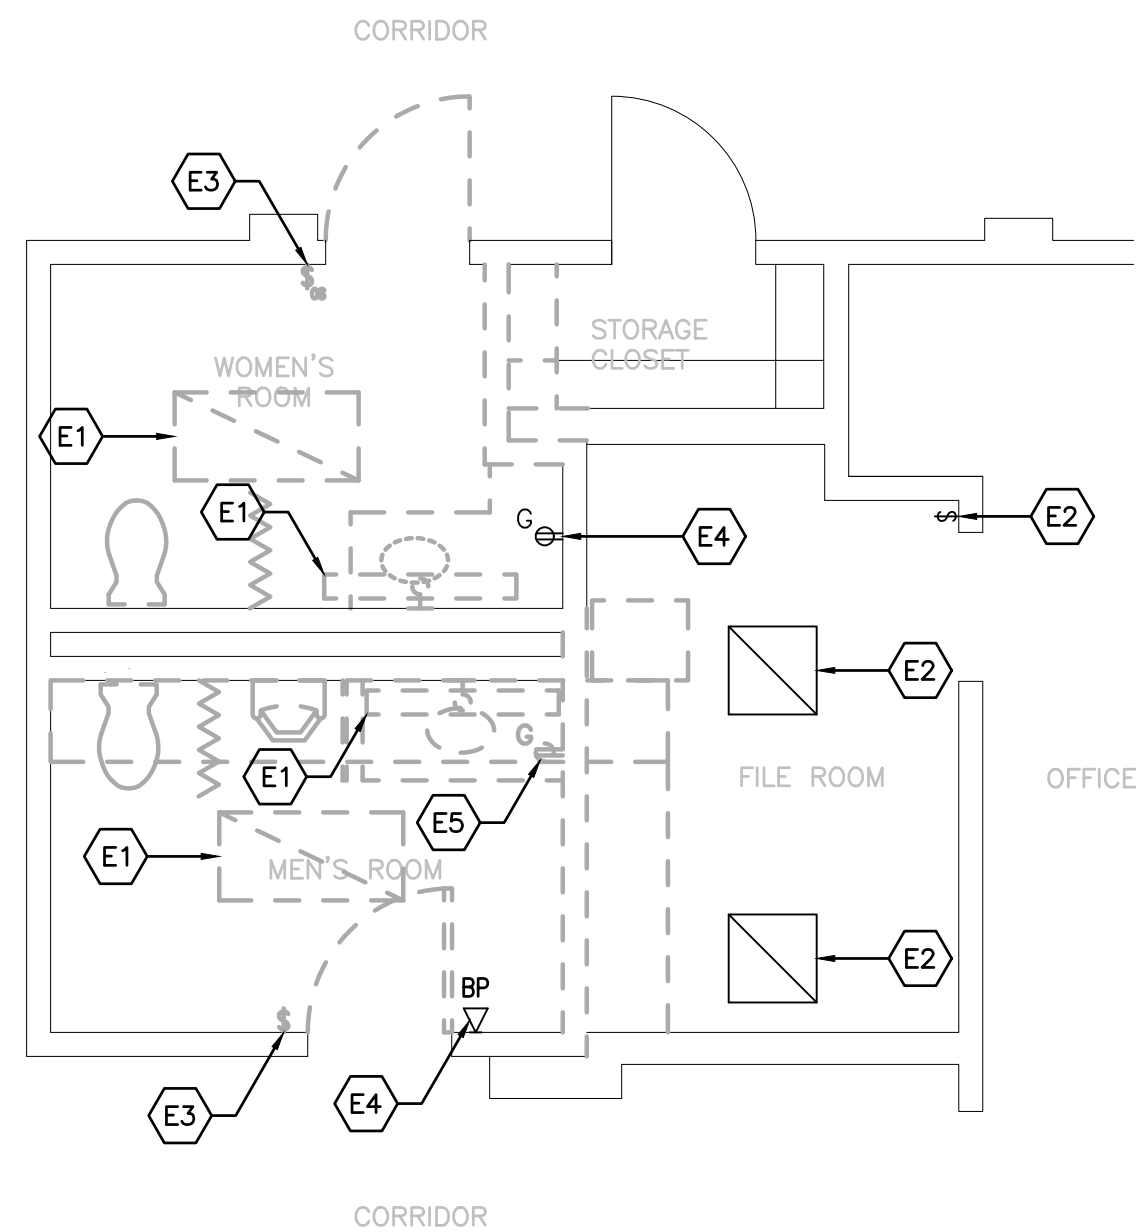 CORRIDOR
E3
$
OS
STORAGE
CLOSET
WOMEN'S
ROOM
E1
E1
G
E4
$
E2
E2
G
FILE ROOM
OFFICE
E1
E5
E1
MEN'S ROOM
E2
BP
$
E3
E4
CORRIDOR